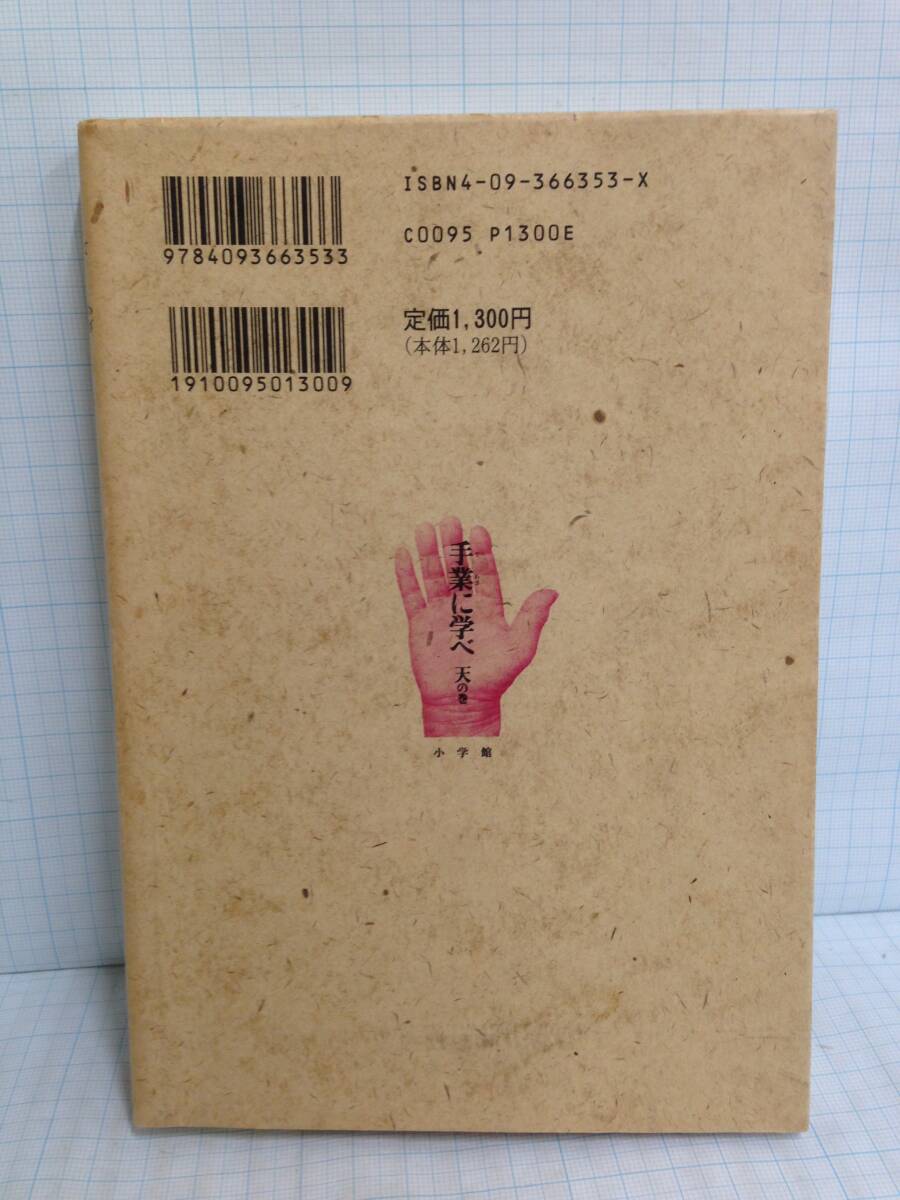 ISBN4-09-366353-X
C0095 P1300E
9784093663533
定価1,300円
(本体1,262円)
1910095013009
手業に学べ 天の巻
小学館